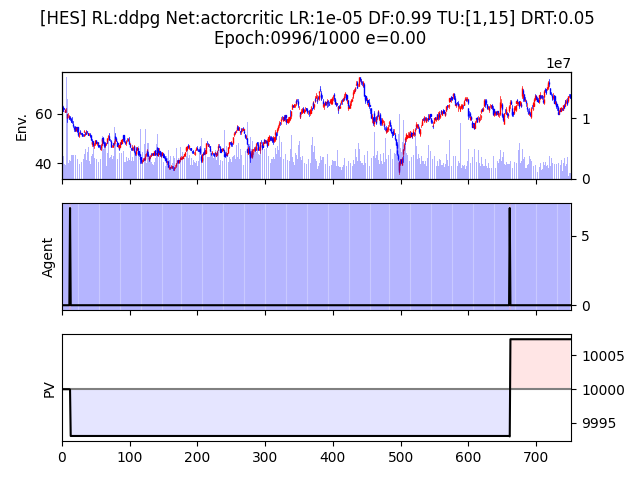 [HES] RL:ddpg Net:actorcritic LR:1e-05 DF:0.99 TU:[1,15] DRT:0.05
Epoch:0996/1000 e=0.00
1e7
60
40
Env.
1
0
Agent
5
0
PV
10005
10000
9995
0 100 200 300 400 500 600 700